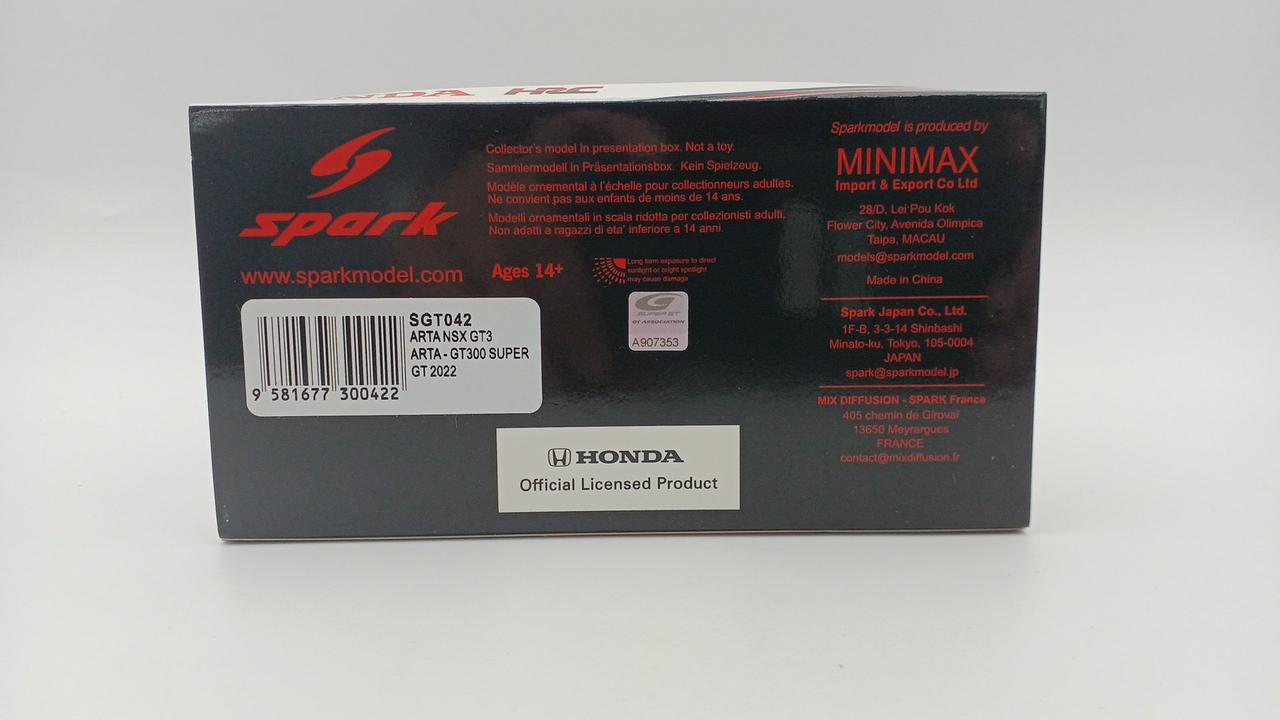 HRC
spark
www.sparkmodel.com
Collector's model in presentation box. Not a toy.
Sammlermodell in Präsentationsbox. Kein Spielzeug.
Modèle ornemental à l'échelle pour collectionneurs adultes.
Ne convient pas aux enfants de moins de 14 ans.
Modelli ornamentali in scala ridotta per collezionisti adulti.
Non adatti a ragazzi di eta' inferiore a 14 anni.
Ages 14+
Long term exposure to direct
sunlight or bright spotlight
may cause damage
SUPER GT
GT ASSOCIATION
A907353
SGT042
ARTA NSX GT3
ARTA - GT300 SUPER
GT 2022
9 581677 300422
HONDA
Official Licensed Product
Sparkmodel is produced by
MINIMAX
Import & Export Co Ltd
28/D, Lei Pou Kok
Flower City, Avenida Olimpica
Taipa, MACAU
models@sparkmodel.com
Made in China
Spark Japan Co., Ltd.
1F-B, 3-3-14 Shinbashi
Minato-ku, Tokyo, 105-0004
JAPAN
spark@sparkmodel.jp
MIX DIFFUSION - SPARK France
405 chemin de Girovai
13650 Meyrargues
FRANCE
contact@mixdiffusion.fr